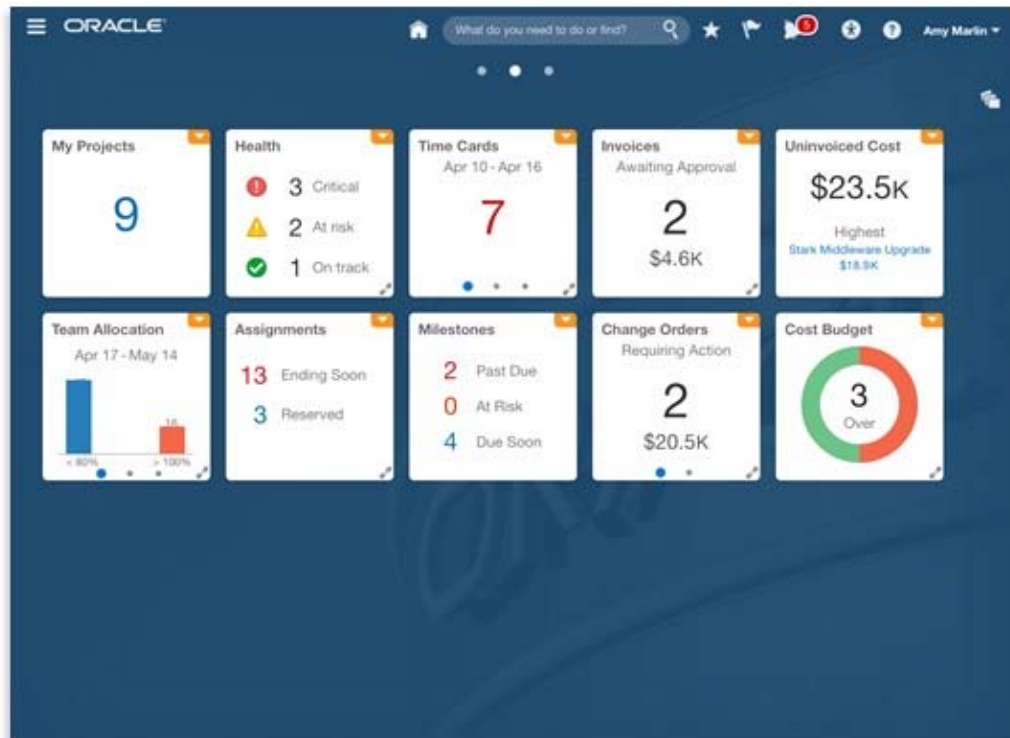 ORACLE
What do you need to do or find?
5
Amy Marlin
My Projects
9
Health
3 Critical
2 At risk
1 On track
Time Cards
Apr 10 - Apr 16
7
Invoices
Awaiting Approval
2
$4.6K
Uninvoiced Cost
$23.5K
Highest
Stark Middleware Upgrade
$18.9K
Team Allocation
Apr 17 - May 14
16
< 80%
> 100%
Assignments
13 Ending Soon
3 Reserved
Milestones
2 Past Due
0 At Risk
4 Due Soon
Change Orders
Requiring Action
2
$20.5K
Cost Budget
3
Over